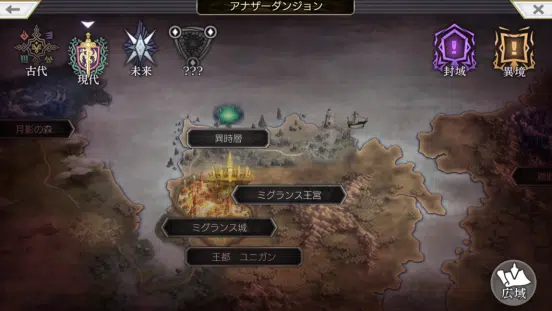 アナザーダンジョン
古代
現代
未来
???
封域
異境
月影の森
異時層
ミグランス王宮
ミグランス城
王都 ユニガン
広域